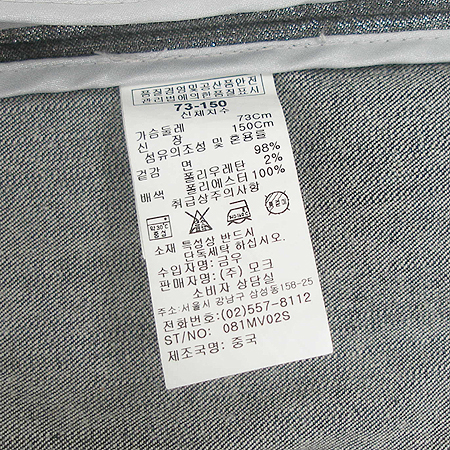 품질경영및공산품안전
관리법에의한품질표시
73-150
신체치수
가슴둘레 73Cm
신 장 150Cm
섬유의조성 및 혼용률
겉감 면 98%
폴리우레탄 2%
배색 폴리에스터 100%
취급상주의사항
약30℃
중성
소재 특성상 반드시
단독세탁 하십시오.
수입자명: 금우
판매자명: (주) 모크
소비자 상담실
주소:서울시 강남구 삼성동 158-25
전화번호:(02)557-8112
ST/NO: 081MV02S
제조국명: 중국